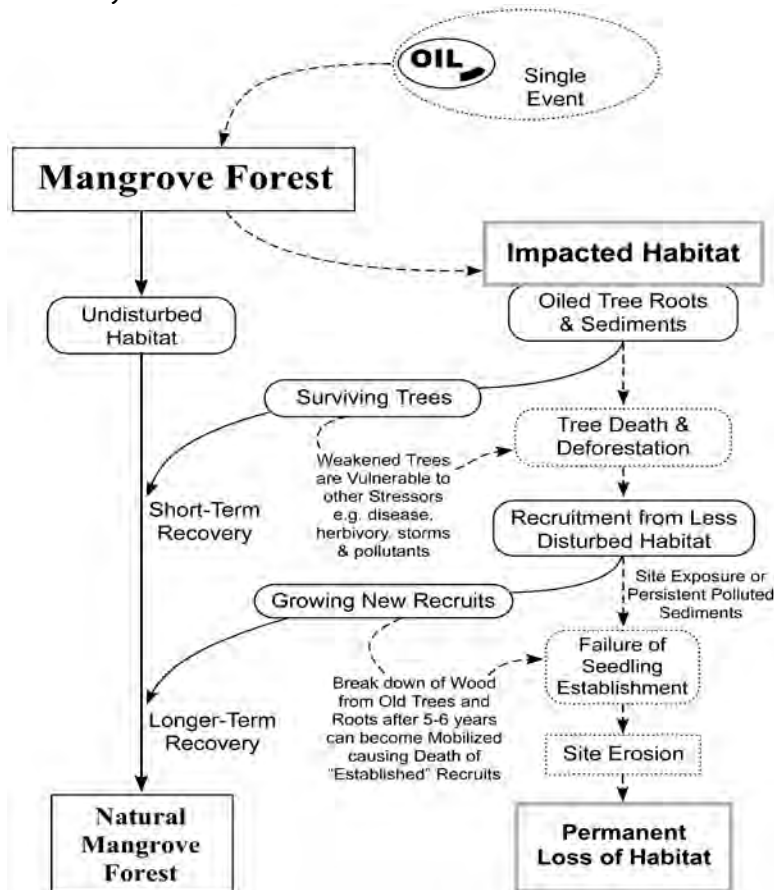 OIL
Single
Event
Mangrove Forest
Impacted Habitat
Oiled Tree Roots
& Sediments
Undisturbed
Habitat
Surviving Trees
Tree Death &
Deforestation
Weakened Trees
are Vulnerable to
other Stressors
e.g. disease,
herbivory, storms
& pollutants
Short-Term
Recovery
Recruitment from Less
Disturbed Habitat
Site Exposure or
Persistent Polluted
Sediments
Growing New Recruits
Failure of
Seedling
Establishment
Break down of Wood
from Old Trees and
Roots after 5-6 years
can become Mobilized
causing Death of
"Established" Recruits
Longer-Term
Recovery
Site Erosion
Natural
Mangrove
Forest
Permanent
Loss of Habitat